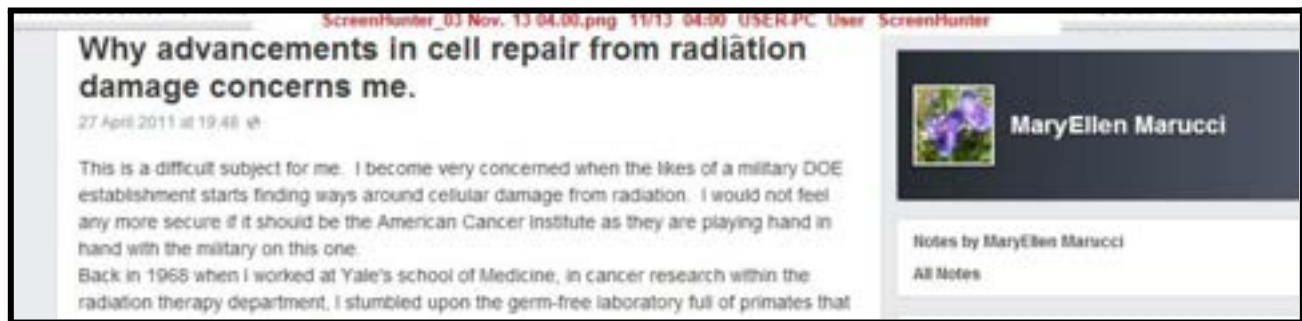 ScreenHunter_03 Nov. 13 04.00.png 11/13 04:00 USER-PC User ScreenHunter
Why advancements in cell repair from radiation
damage concerns me.
27 April 2011 at 19:48
This is a difficult subject for me. I become very concerned when the likes of a military DOE
establishment starts finding ways around cellular damage from radiation. I would not feel
any more secure if it should be the American Cancer Institute as they are playing hand in
hand with the military on this one.
Back in 1968 when I worked at Yale's school of Medicine, in cancer research within the
radiation therapy department, I stumbled upon the germ-free laboratory full of primates that
MaryEllen Marucci
Notes by MaryEllen Marucci
All Notes